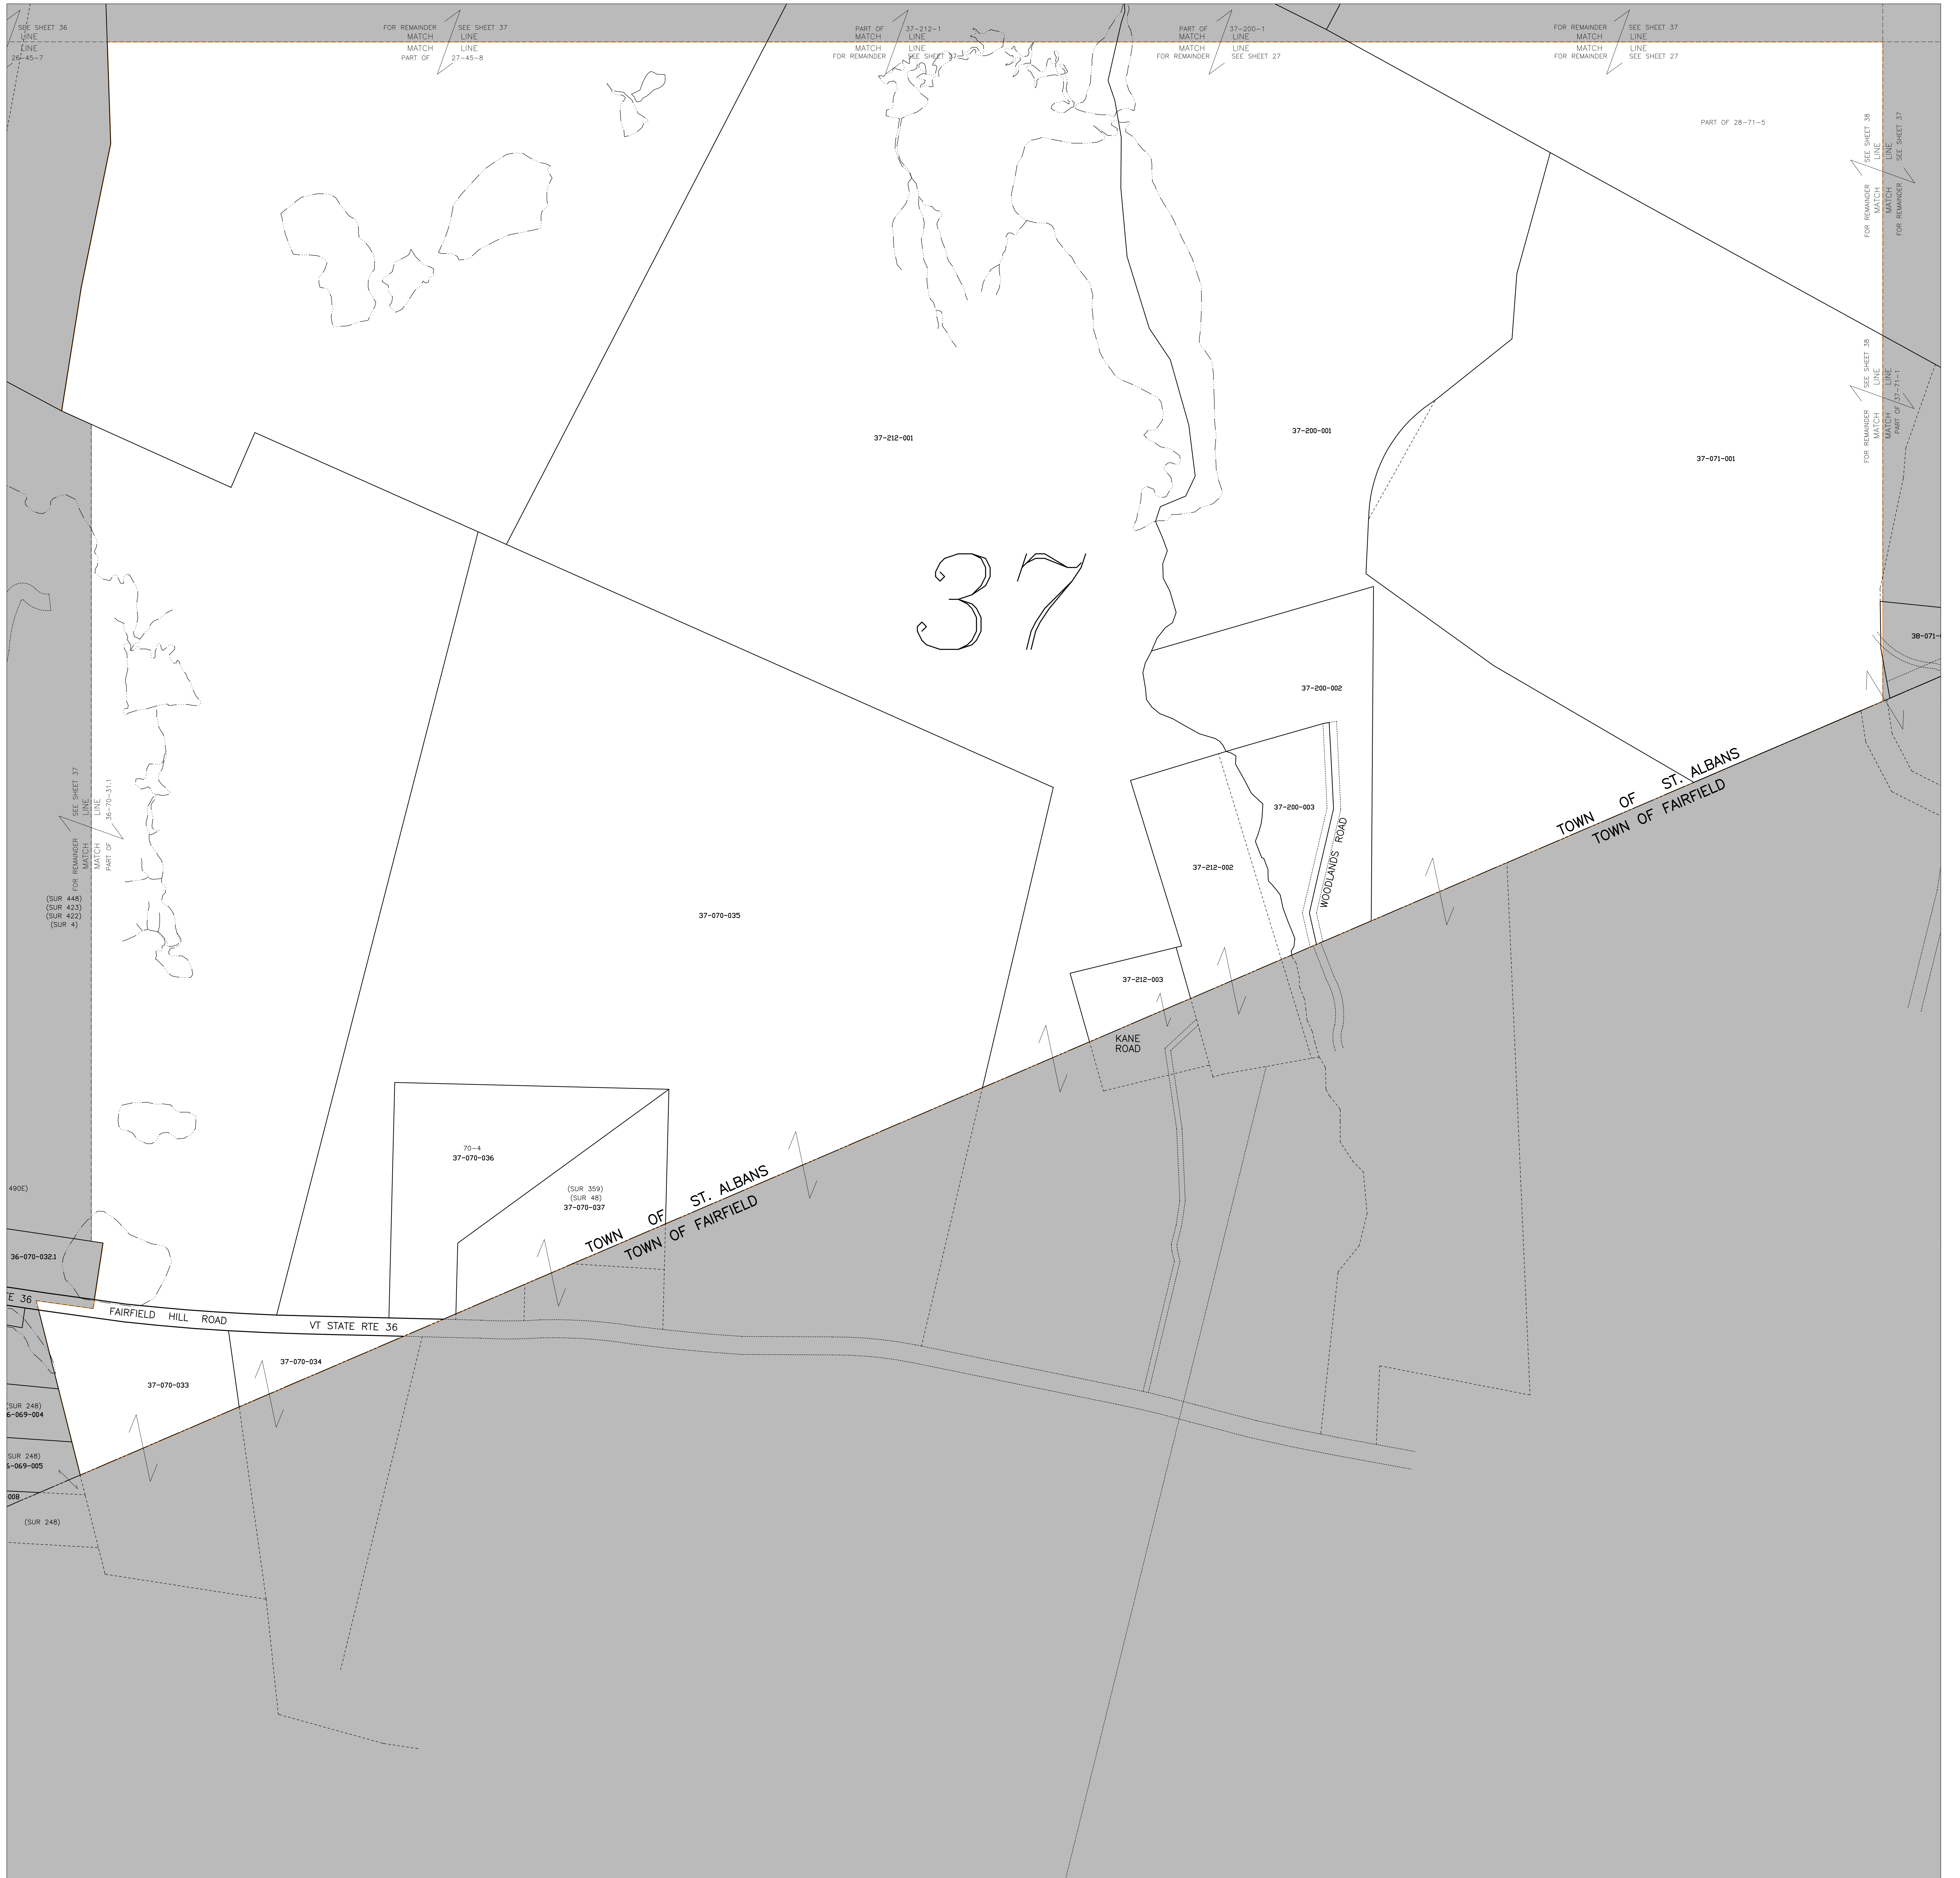 SEE SHEET 36
LINE
LINE
26-45-7
FOR REMAINDER SEE SHEET 37
MATCH LINE
MATCH LINE
PART OF 27-45-8
PART OF 37-212-1
MATCH LINE
MATCH LINE
FOR REMAINDER SEE SHEET 27
PART OF 37-200-1
MATCH LINE
MATCH LINE
FOR REMAINDER SEE SHEET 27
FOR REMAINDER SEE SHEET 37
MATCH LINE
MATCH LINE
FOR REMAINDER SEE SHEET 27
PART OF 28-71-5
FOR REMAINDER SEE SHEET 38
MATCH LINE
MATCH LINE
FOR REMAINDER SEE SHEET 37
FOR REMAINDER SEE SHEET 38
MATCH LINE
MATCH LINE
PART OF 37-71-1
37-212-001
37-200-001
37-071-001
37
38-071-
37-200-002
37-200-003
WOODLANDS ROAD
37-212-002
TOWN OF ST. ALBANS
TOWN OF FAIRFIELD
FOR REMAINDER SEE SHEET 37
MATCH LINE
MATCH LINE
PART OF 36-70-31.1
(SUR 448)
(SUR 423)
(SUR 422)
(SUR 4)
37-070-035
37-212-003
KANE
ROAD
70-4
37-070-036
(SUR 359)
(SUR 48)
37-070-037
TOWN OF ST. ALBANS
TOWN OF FAIRFIELD
490E)
36-070-032.1
TE 36
FAIRFIELD HILL ROAD
VT STATE RTE 36
37-070-034
37-070-033
(SUR 248)
6-069-004
(SUR 248)
6-069-005
-008
(SUR 248)